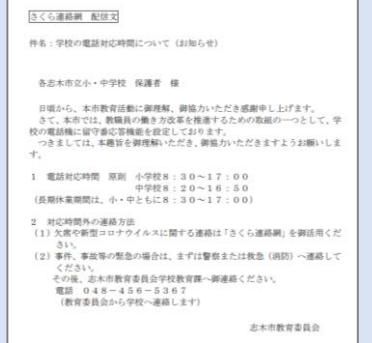 さくら連絡網　配信文
件名：学校の電話対応時間について（お知らせ）
各志木市立小・中学校　保護者　様
日頃から、本市教育活動に御理解、御協力いただき感謝申し上げます。
さて、本市では、教職員の働き方改革を推進するための取組の一つとして、学
校の電話機に留守番応答機能を設定しております。
つきましては、本趣旨を御理解いただき、御協力いただきますようお願いしま
す。
１　電話対応時間　原則　小学校８：３０～１７：００
中学校８：２０～１６：５０
（長期休業期間は、小・中ともに８：３０～１７：００）
２　対応時間外の連絡方法
（１）欠席や新型コロナウイルスに関する連絡は「さくら連絡網」を御活用くだ
さい。
（２）事件、事故等の緊急の場合は、まずは警察または救急（消防）へ連絡して
ください。
その後、志木市教育委員会学校教育課へ御連絡ください。
電話　０４８－４５６－５３６７
（教育委員会から学校へ連絡します）
志木市教育委員会